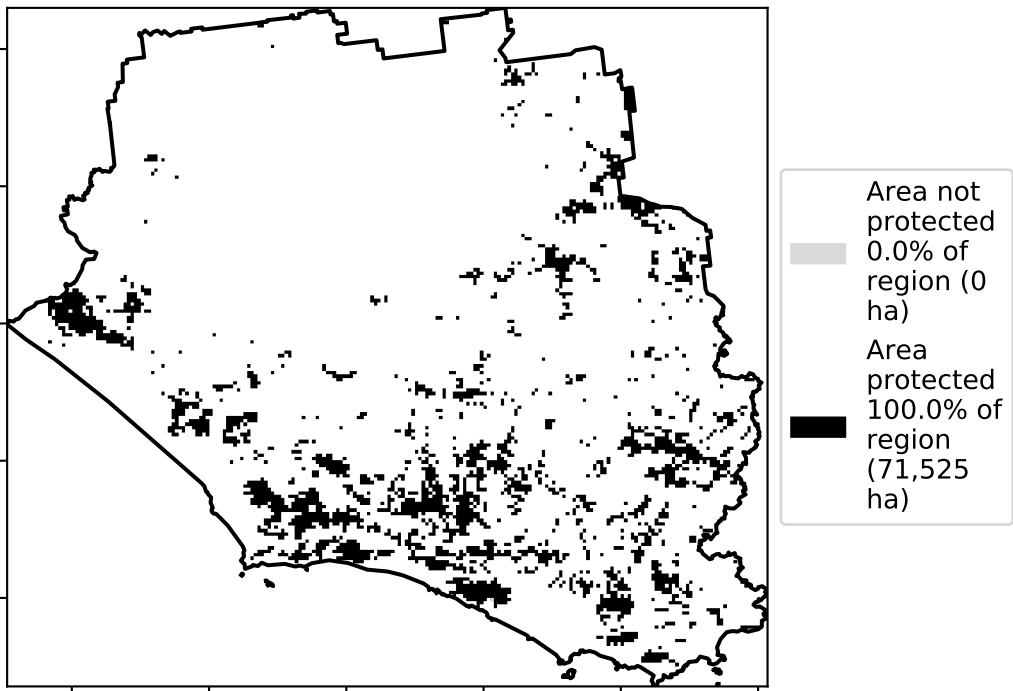 Area not
protected
0.0% of
region (0
ha)
Area
protected
100.0% of
region
(71,525
ha)